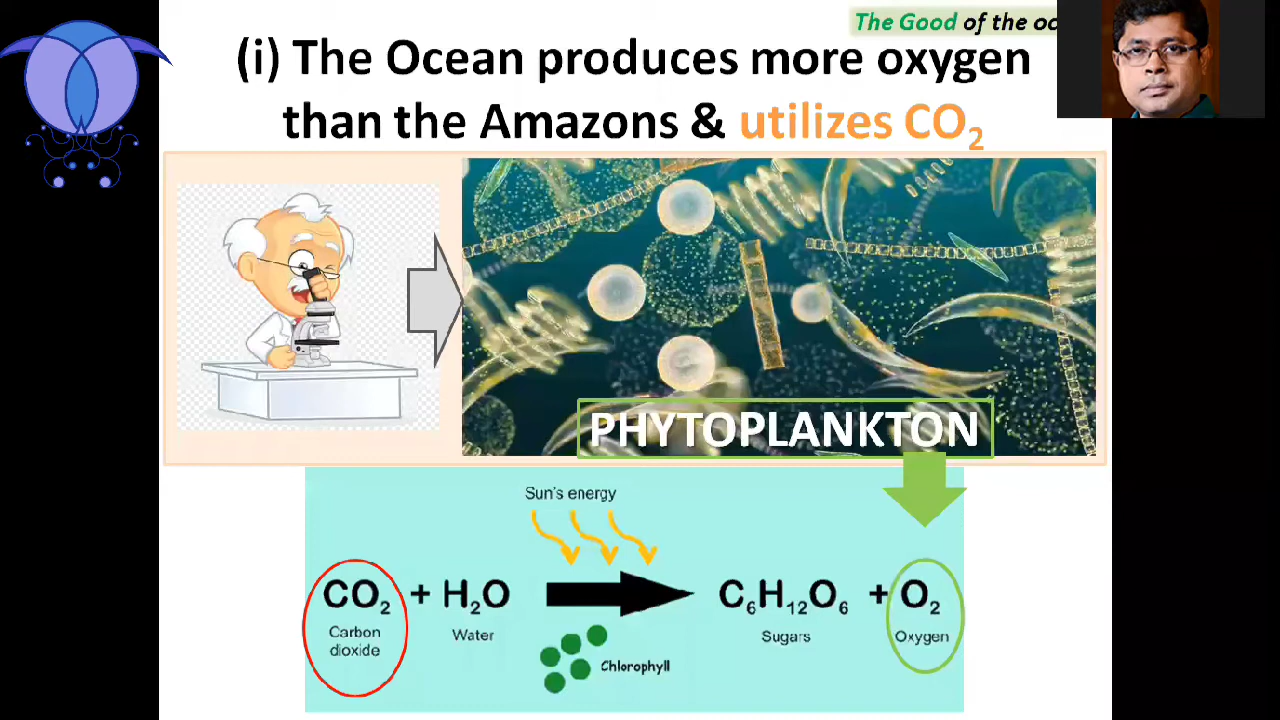 The Good of the oc
(i) The Ocean produces more oxygen
than the Amazons & utilizes CO₂
PHYTOPLANKTON
Sun's energy
CO₂ + H₂O C₆H₁₂O₆ + O₂
Carbon dioxide Water Sugars Oxygen
Chlorophyll